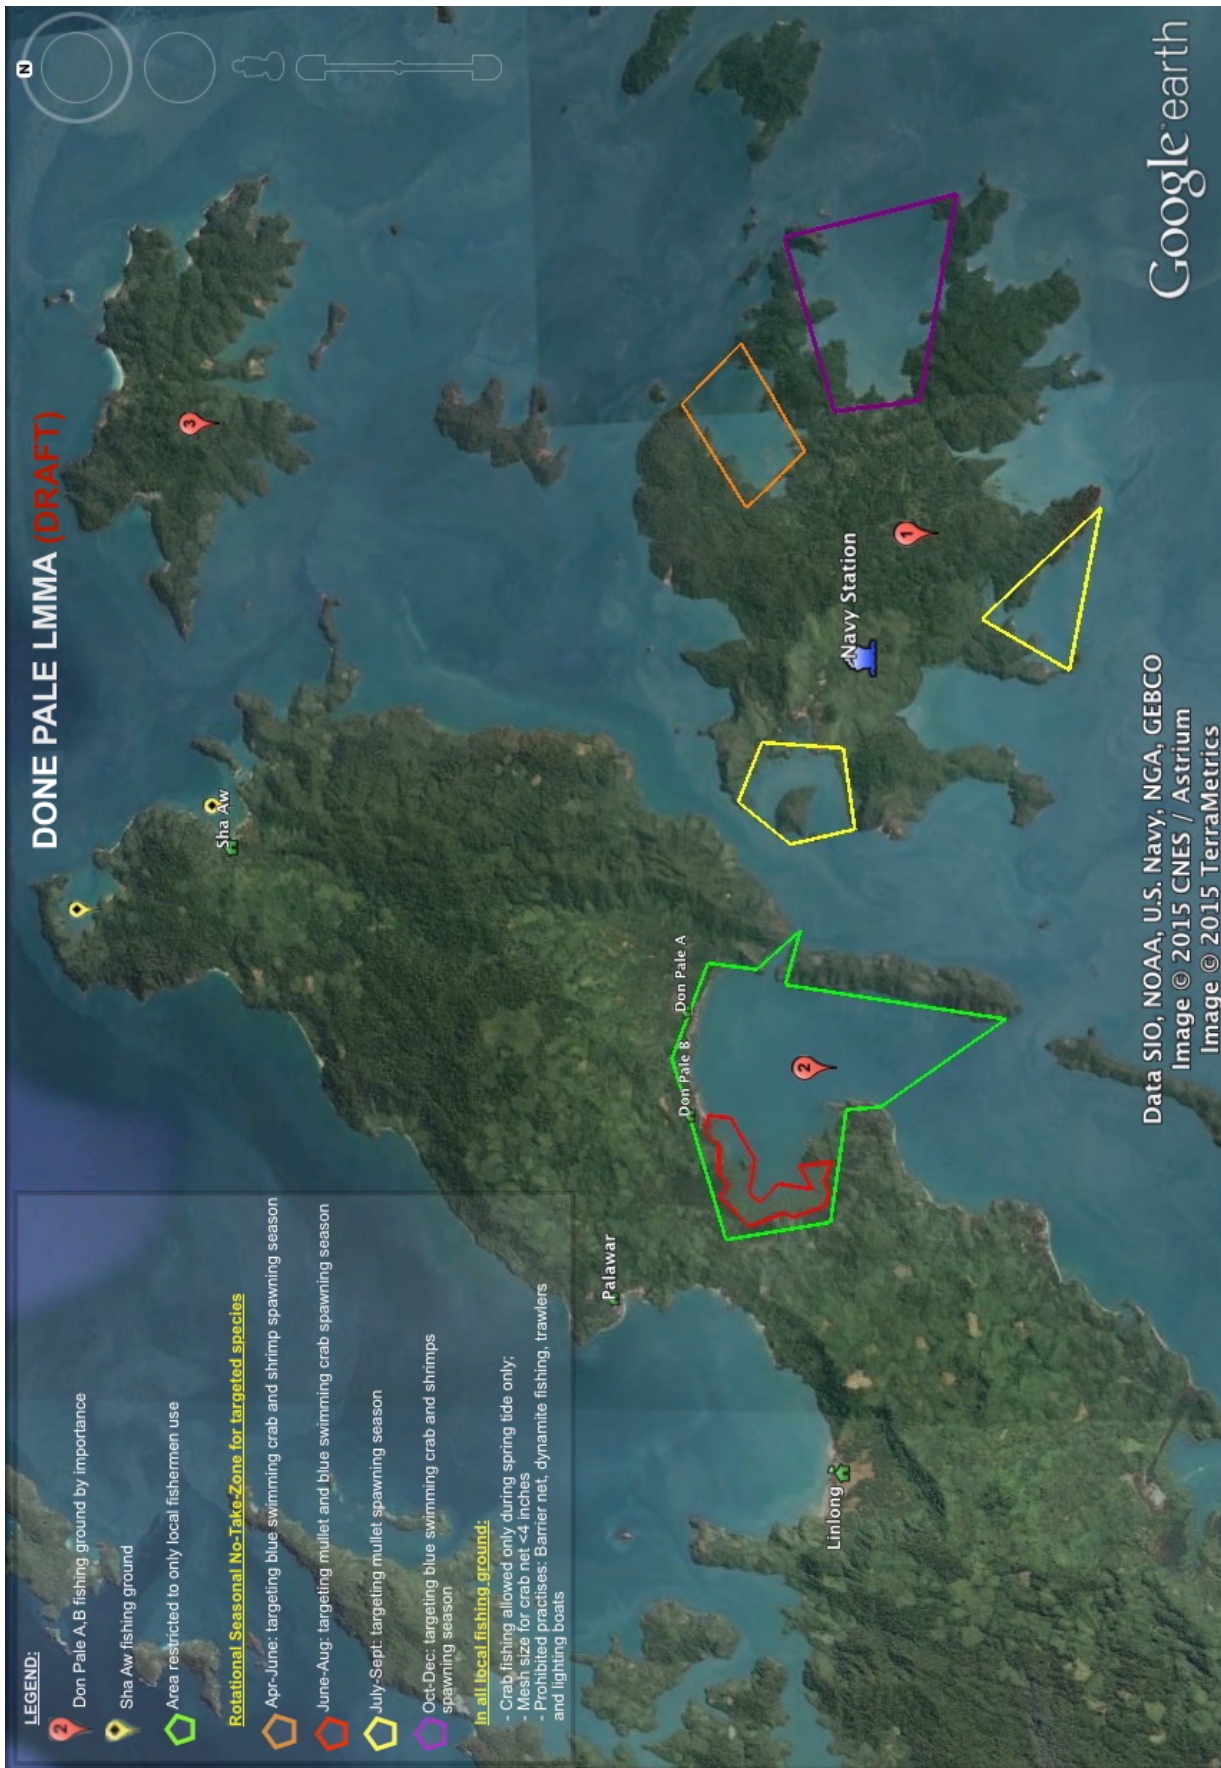 DONE PALE LMMA (DRAFT)
N
LEGEND:
2
Don Pale A,B fishing ground by importance
Sha Aw fishing ground
Area restricted to only local fishermen use
Rotational Seasonal No-Take-Zone for targeted species
Apr-June: targeting blue swimming crab and shrimp spawning season
June-Aug: targeting mullet and blue swimming crab spawning season
July-Sept: targeting mullet spawning season
Oct-Dec: targeting blue swimming crab and shrimps
spawning season
In all local fishing ground:
- Crab fishing allowed only during spring tide only;
- Mesh size for crab net <4 inches
- Prohibited practises: Barrier net, dynamite fishing, trawlers
and lighting boats
Sha Aw
3
Palawar
Don Pale B
Don Pale A
2
Linlong
Navy Station
1
Data SIO, NOAA, U.S. Navy, NGA, GEBCO
Image © 2015 CNES / Astrium
Image © 2015 TerraMetrics
Google earth